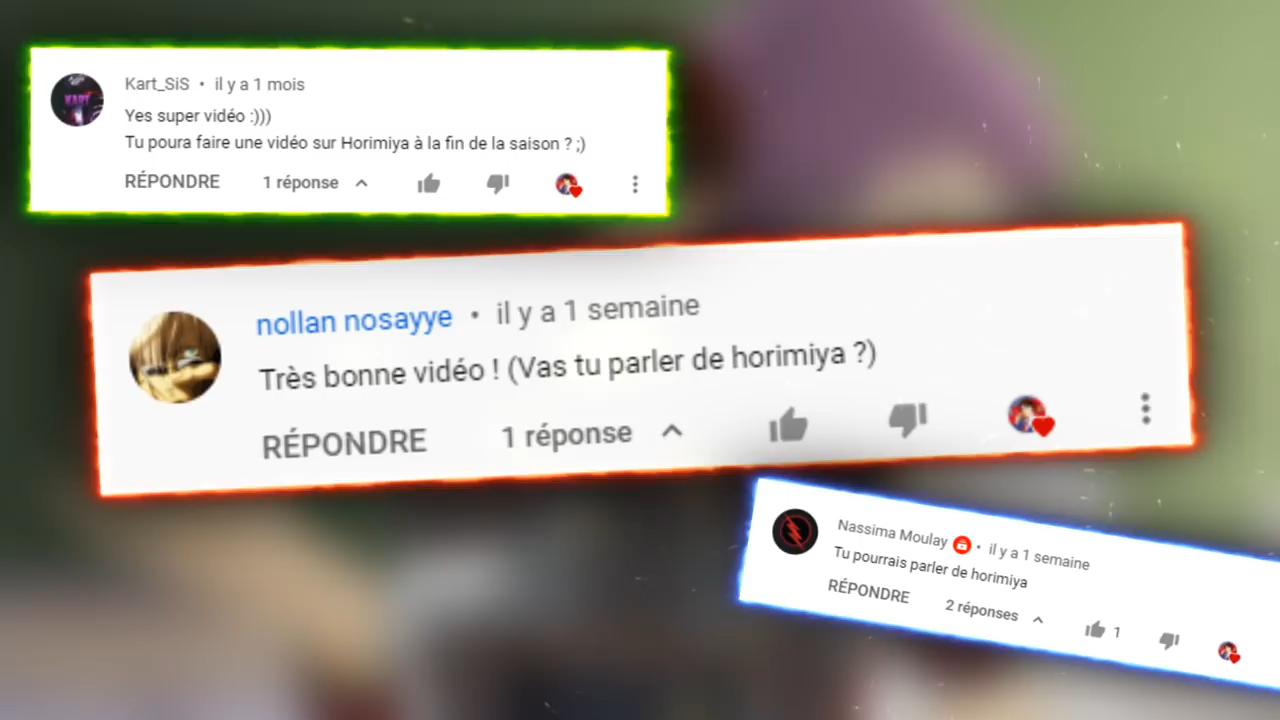 Kart_SiS • il y a 1 mois
Yes super vidéo :)))
Tu poura faire une vidéo sur Horimiya à la fin de la saison ? ;)
RÉPONDRE 1 réponse
nollan nosayye • il y a 1 semaine
Très bonne vidéo ! (Vas tu parler de horimiya ?)
RÉPONDRE 1 réponse
Nassima Moulay • il y a 1 semaine
Tu pourrais parler de horimiya
RÉPONDRE 2 réponses 1